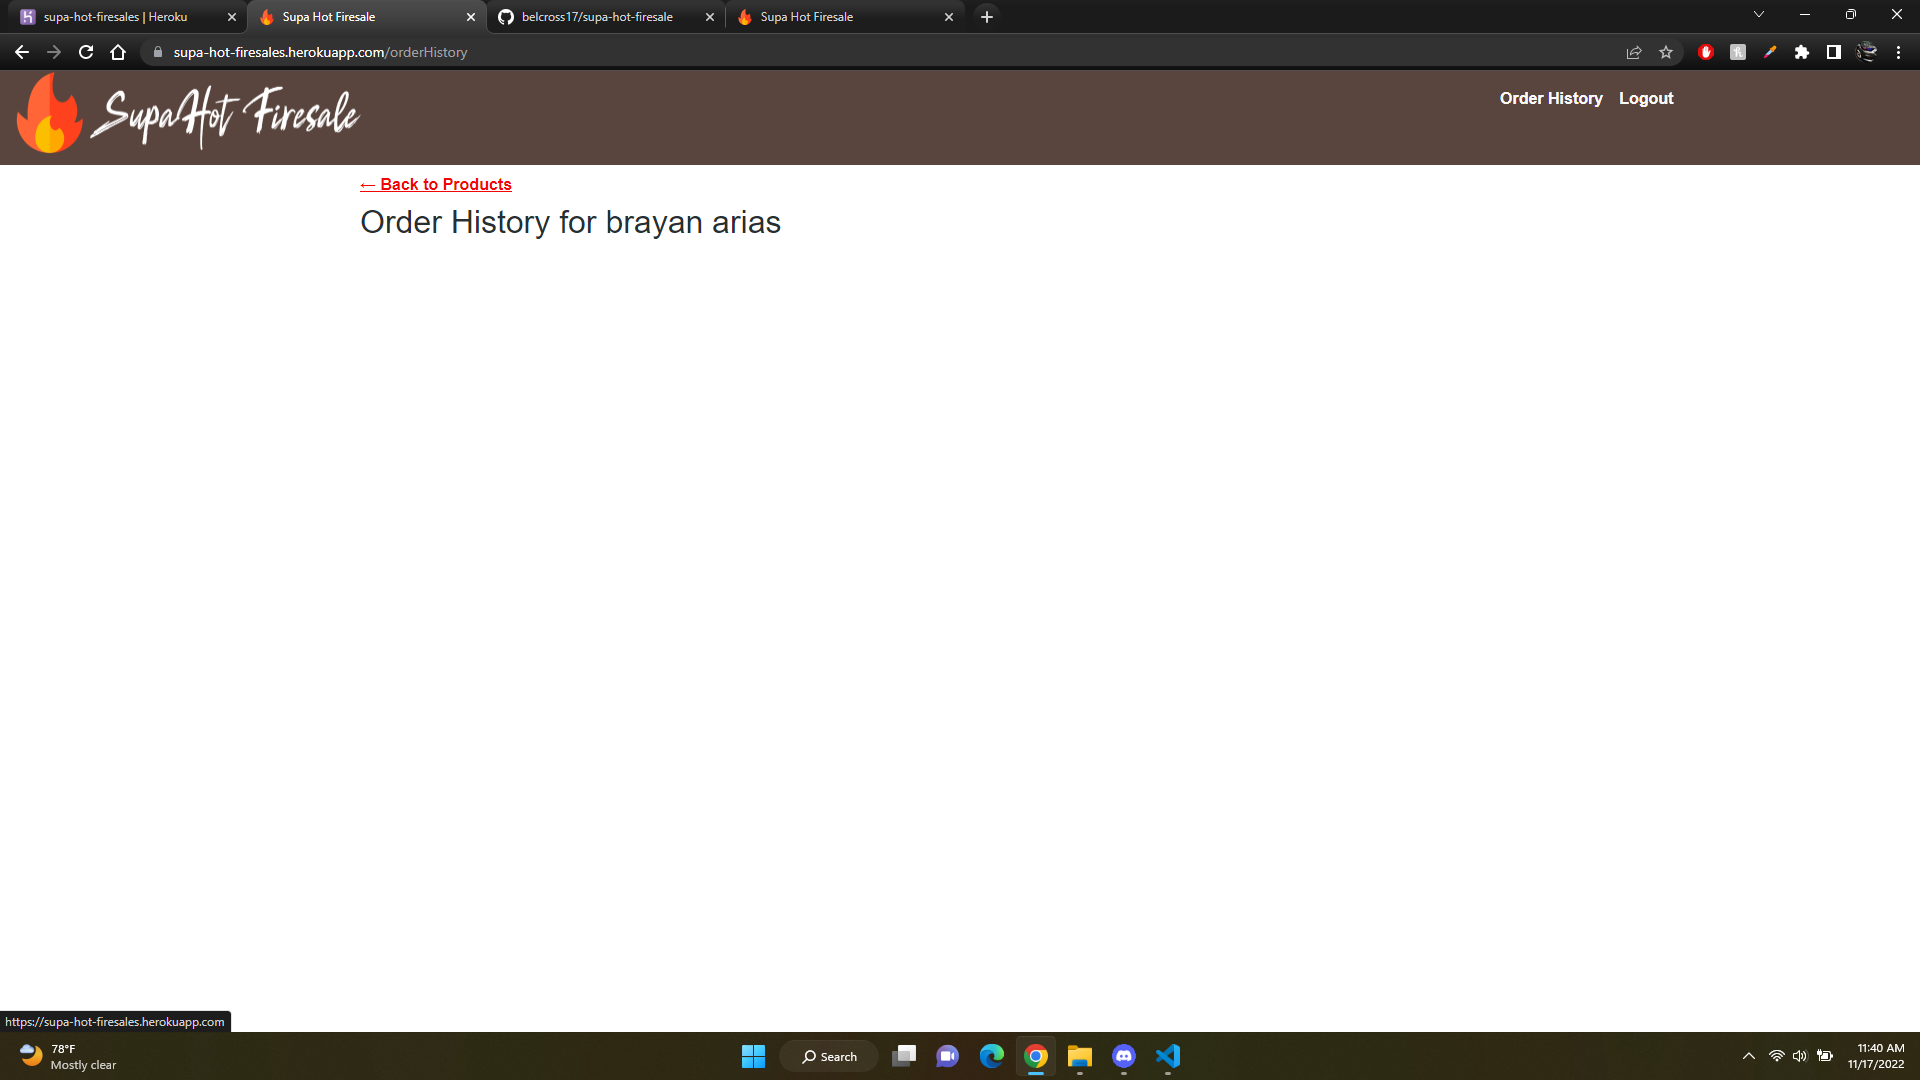 supa-hot-firesales | Heroku
Supa Hot Firesale
belcross17/supa-hot-firesale
Supa Hot Firesale
supa-hot-firesales.herokuapp.com/orderHistory
SupaHot Firesale
Order History
Logout
← Back to Products
Order History for brayan arias
https://supa-hot-firesales.herokuapp.com
78°F
Mostly clear
Search
11:40 AM
11/17/2022